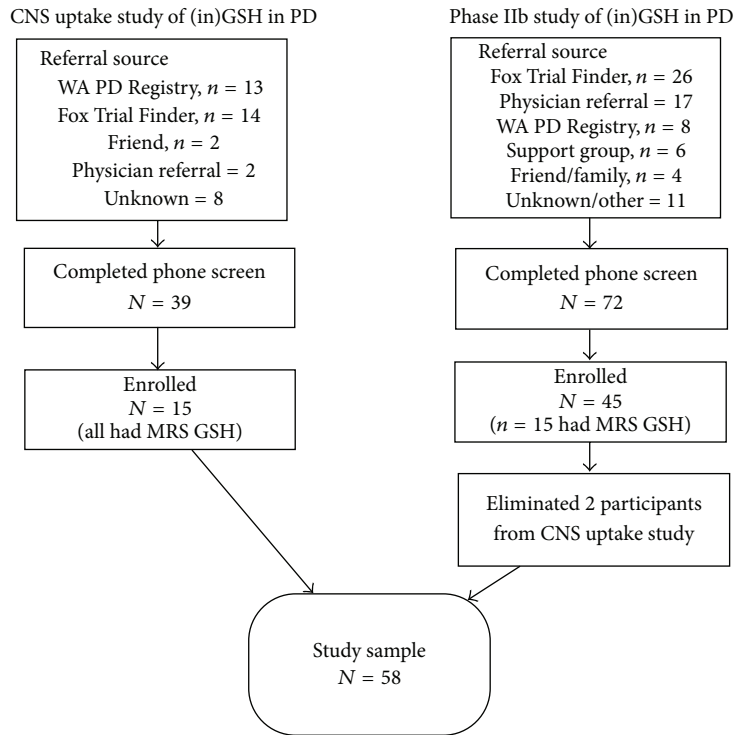 CNS uptake study of (in)GSH in PD
Referral source
WA PD Registry, n = 13
Fox Trial Finder, n = 14
Friend, n = 2
Physician referral = 2
Unknown = 8
Completed phone screen
N = 39
Enrolled
N = 15
(all had MRS GSH)
Phase IIb study of (in)GSH in PD
Referral source
Fox Trial Finder, n = 26
Physician referral = 17
WA PD Registry, n = 8
Support group, n = 6
Friend/family, n = 4
Unknown/other = 11
Completed phone screen
N = 72
Enrolled
N = 45
(n = 15 had MRS GSH)
Eliminated 2 participants
from CNS uptake study
Study sample
N = 58